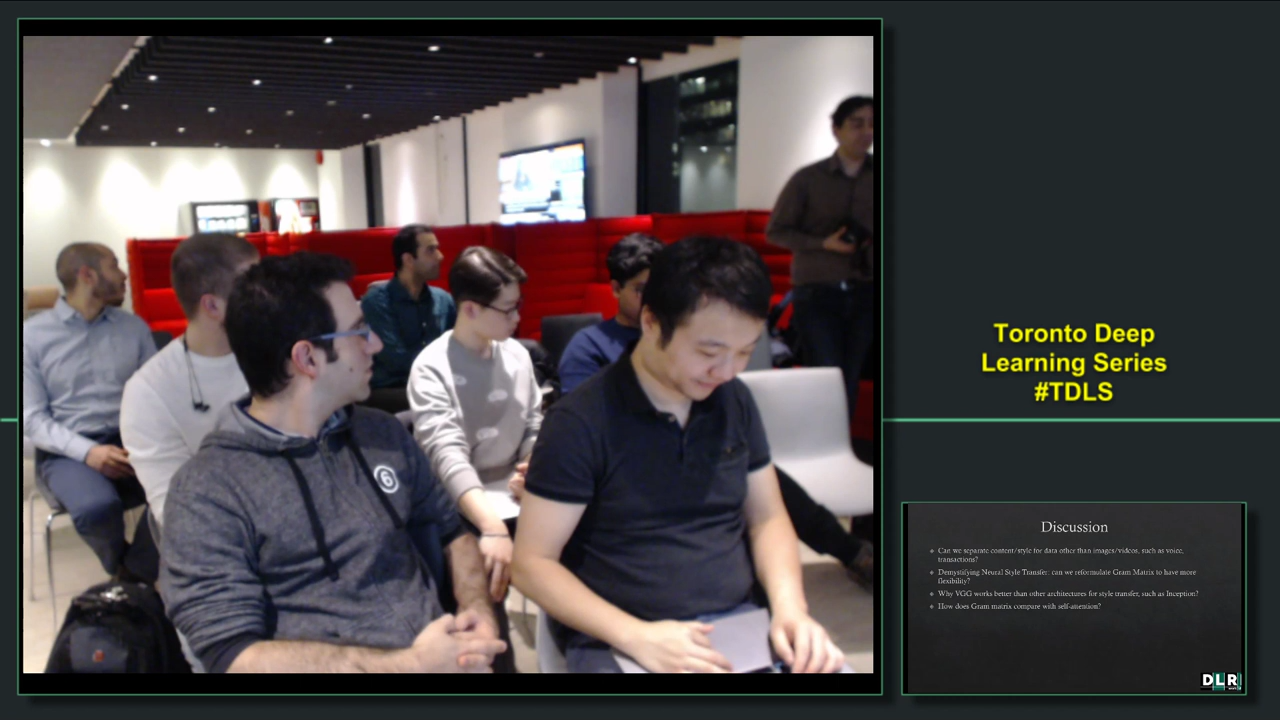 Toronto Deep
Learning Series
#TDLS
Discussion
Can we separate content/style for data other than images/videos, such as voice,
transactions?
Demystifying Neural Style Transfer: can we reformulate Gram Matrix to have more
flexibility?
Why VGG works better than other architectures for style transfer, such as Inception?
How does Gram matrix compare with self-attention?
6
DLR